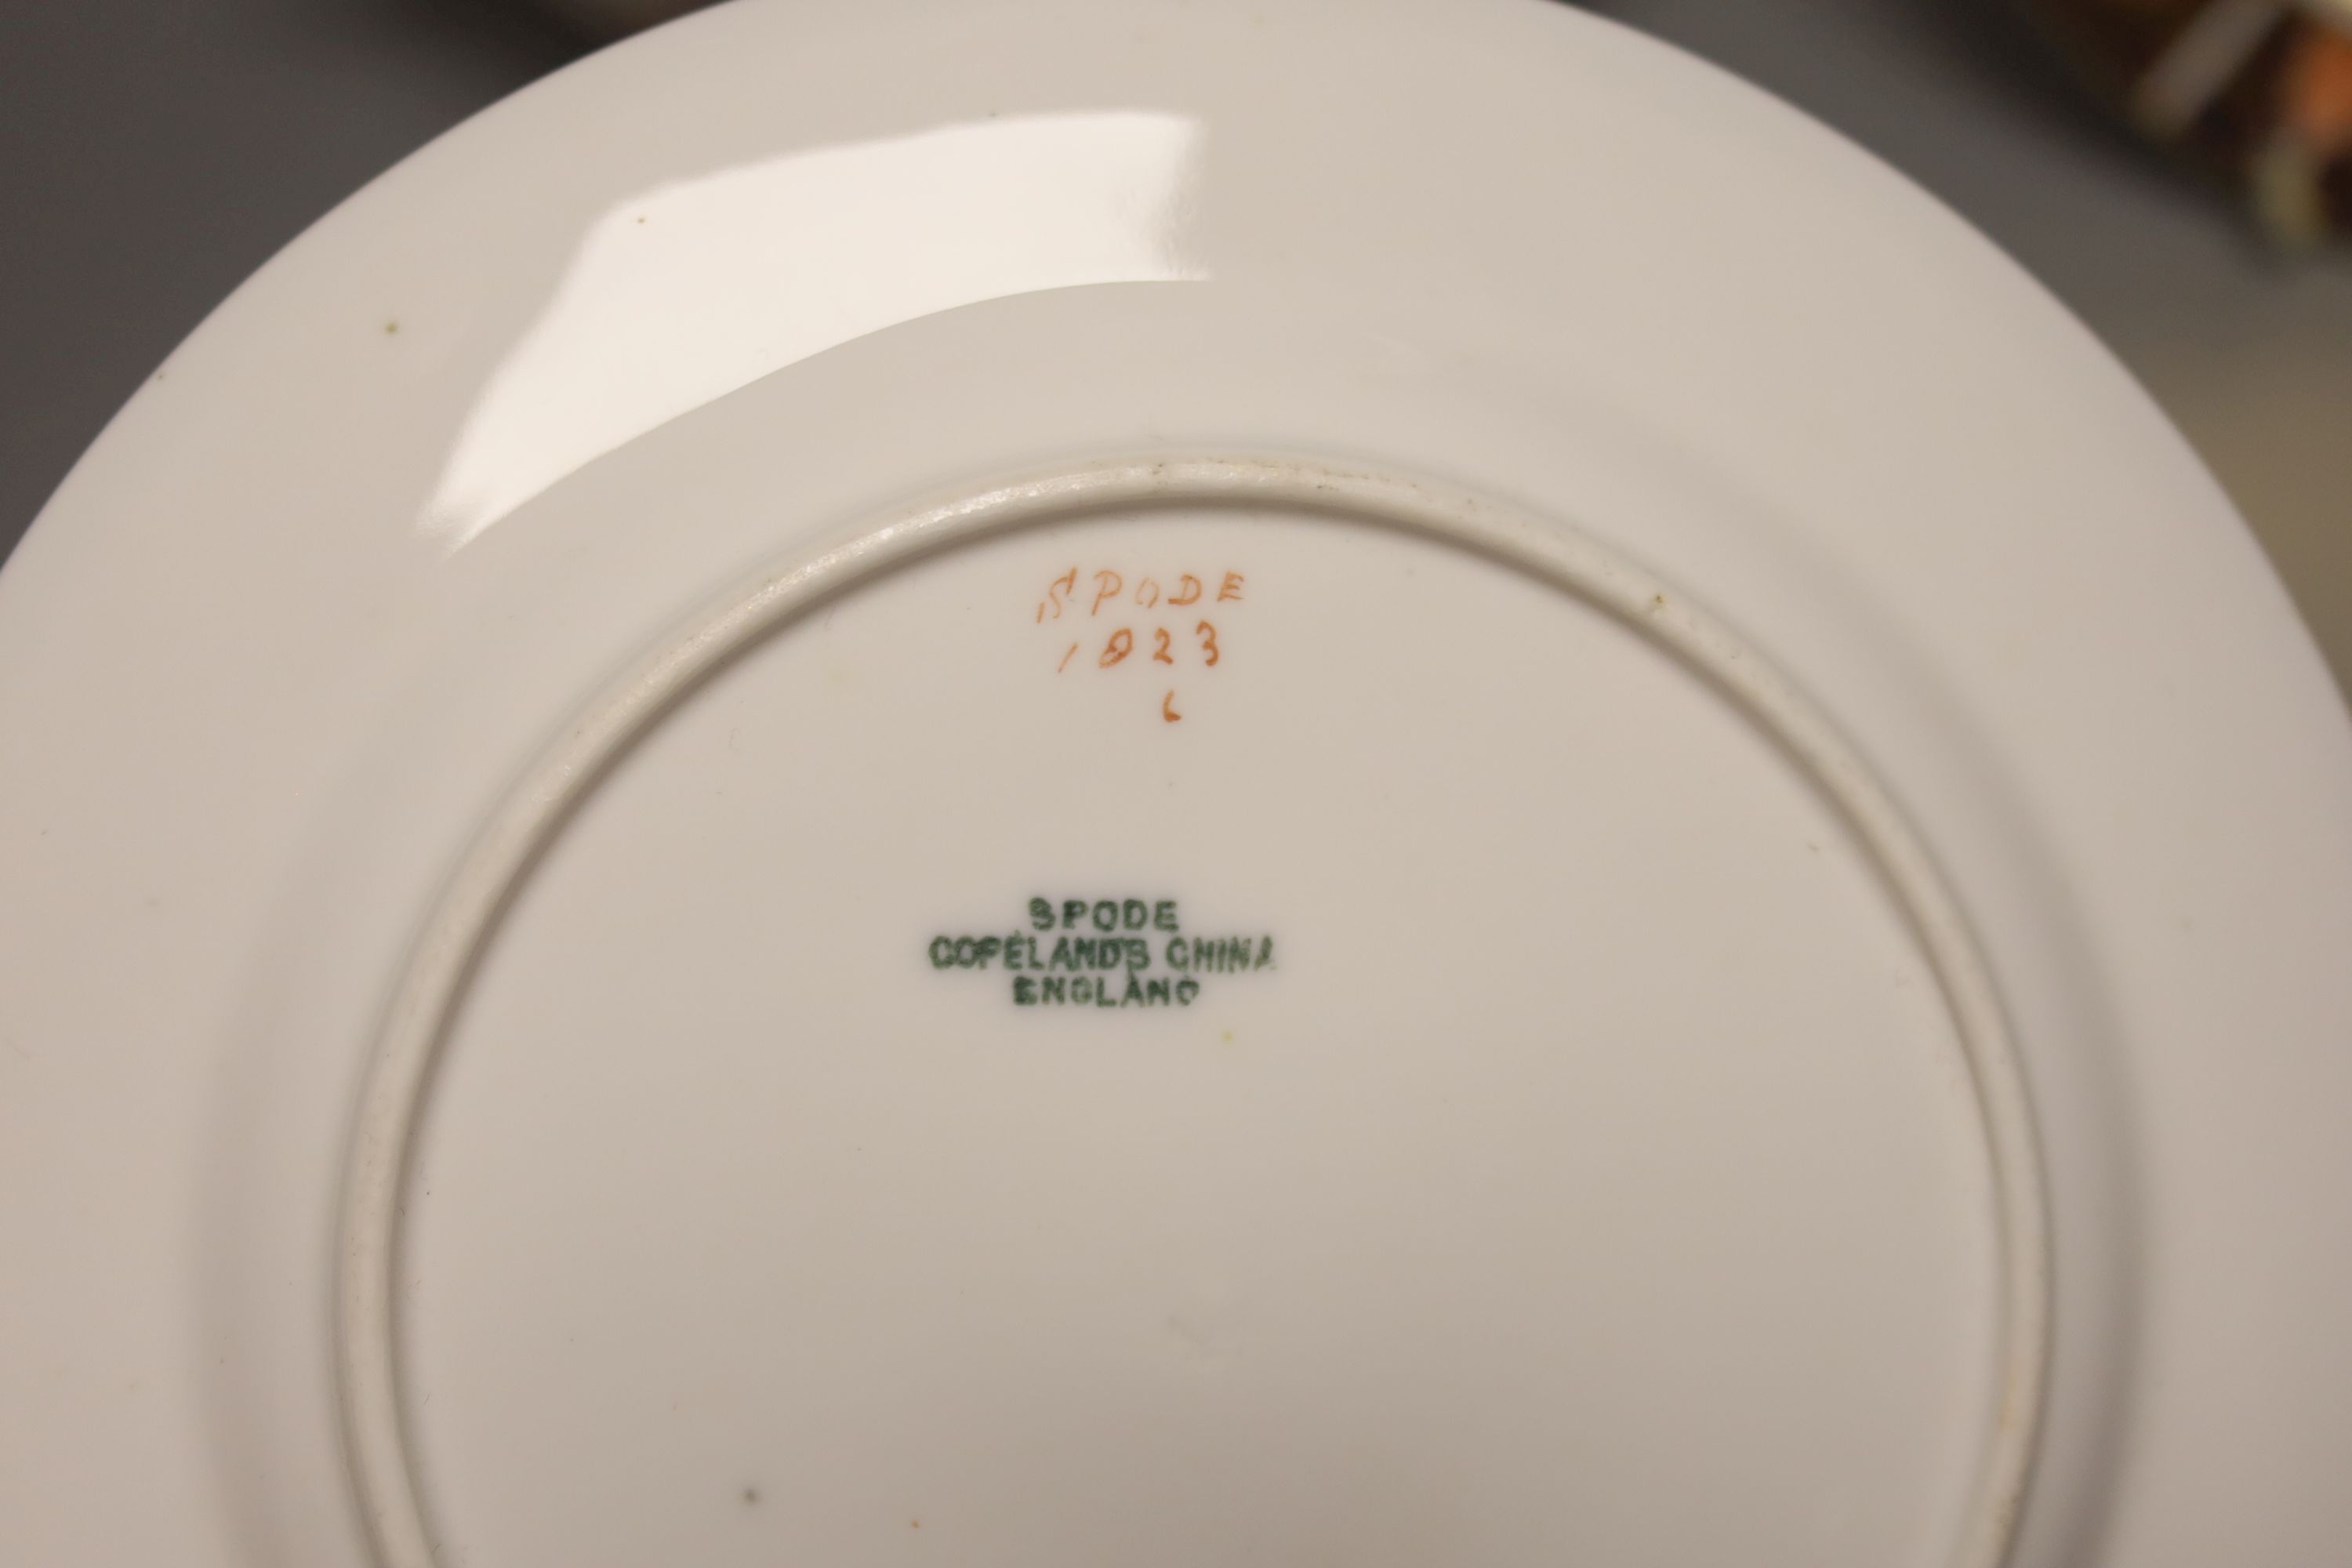 SPODE
1823
6
SPODE
COPELAND'S CHINA
ENGLAND